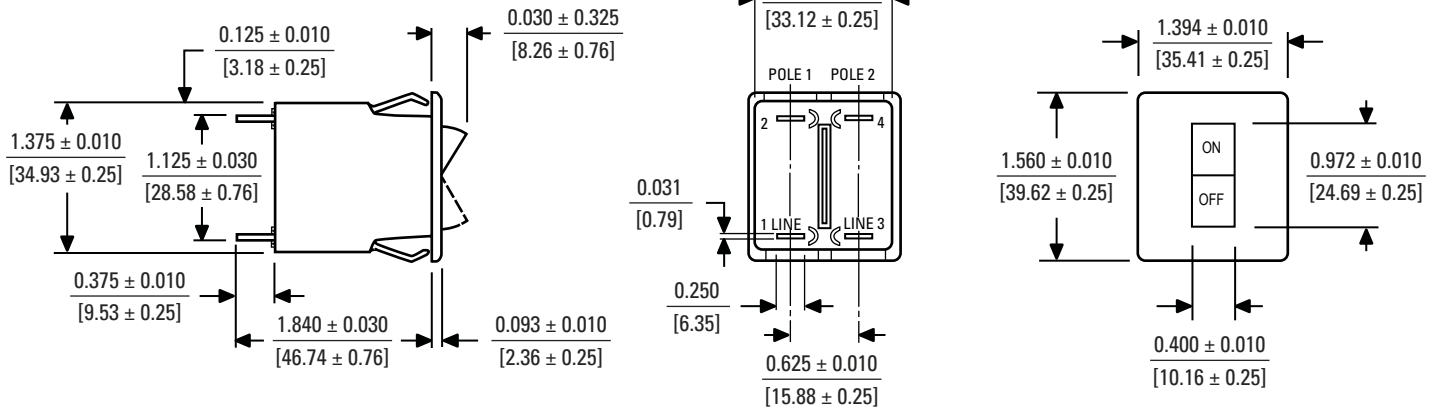 0.125 ± 0.010
[3.18 ± 0.25]
0.030 ± 0.325
[8.26 ± 0.76]
1.375 ± 0.010
[34.93 ± 0.25]
1.125 ± 0.030
[28.58 ± 0.76]
0.375 ± 0.010
[9.53 ± 0.25]
1.840 ± 0.030
[46.74 ± 0.76]
0.093 ± 0.010
[2.36 ± 0.25]
[33.12 ± 0.25]
POLE 1 POLE 2
2 4
1 LINE LINE 3
0.031
[0.79]
0.250
[6.35]
0.625 ± 0.010
[15.88 ± 0.25]
1.394 ± 0.010
[35.41 ± 0.25]
1.560 ± 0.010
[39.62 ± 0.25]
ON
OFF
0.972 ± 0.010
[24.69 ± 0.25]
0.400 ± 0.010
[10.16 ± 0.25]